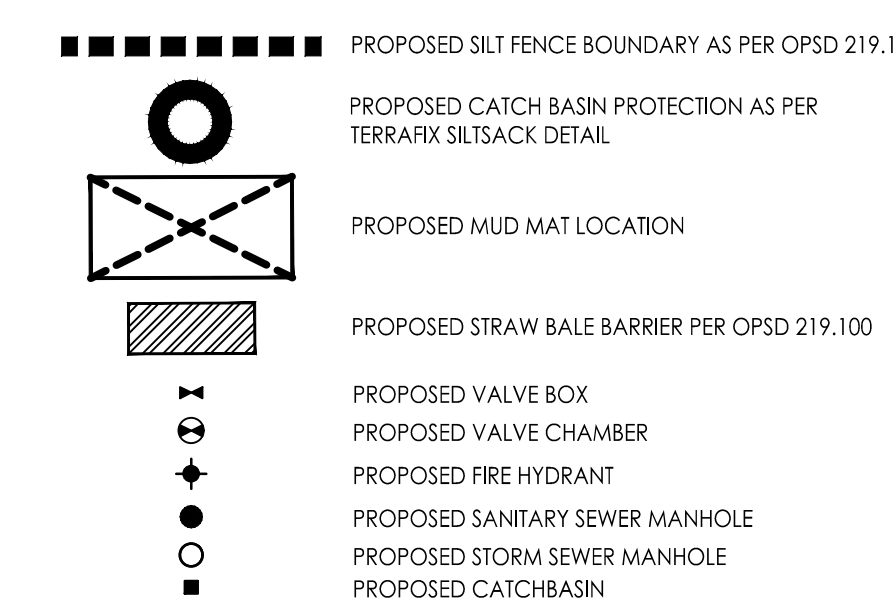 PROPOSED SILT FENCE BOUNDARY AS PER OPSD 219.1
PROPOSED CATCH BASIN PROTECTION AS PER
TERRAFIX SILTSACK DETAIL
PROPOSED MUD MAT LOCATION
PROPOSED STRAW BALE BARRIER PER OPSD 219.100
PROPOSED VALVE BOX
PROPOSED VALVE CHAMBER
PROPOSED FIRE HYDRANT
PROPOSED SANITARY SEWER MANHOLE
PROPOSED STORM SEWER MANHOLE
PROPOSED CATCHBASIN